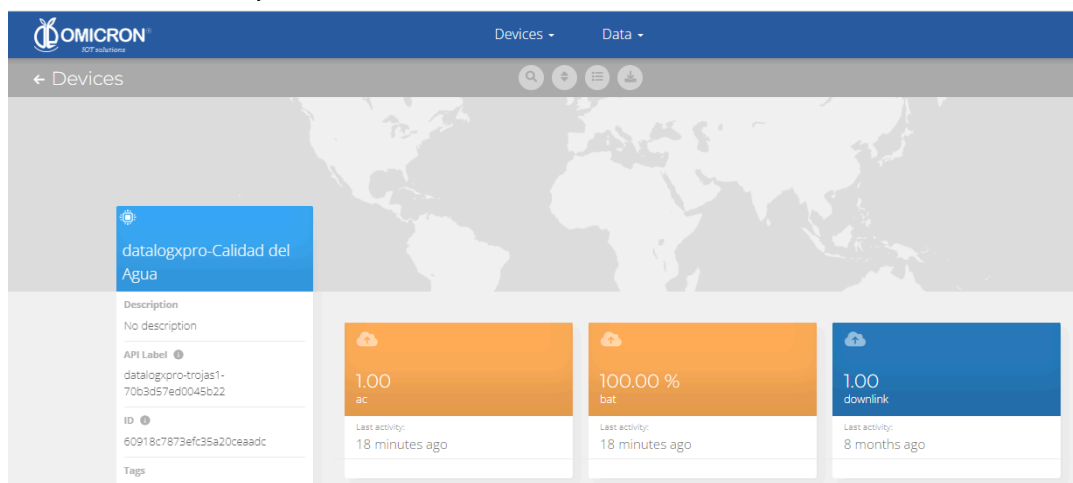 OMICRON®
IOT solutions
Devices
Data
Devices
datalogxpro-Calidad del
Agua
Description
No description
API Label
datalogxpro-trojas1-
70b3d57ed0045b22
ID
60918c7873efc35a20ceaadc
Tags
1.00
ac
Last activity:
18 minutes ago
100.00 %
bat
Last activity:
18 minutes ago
1.00
downlink
Last activity:
8 months ago